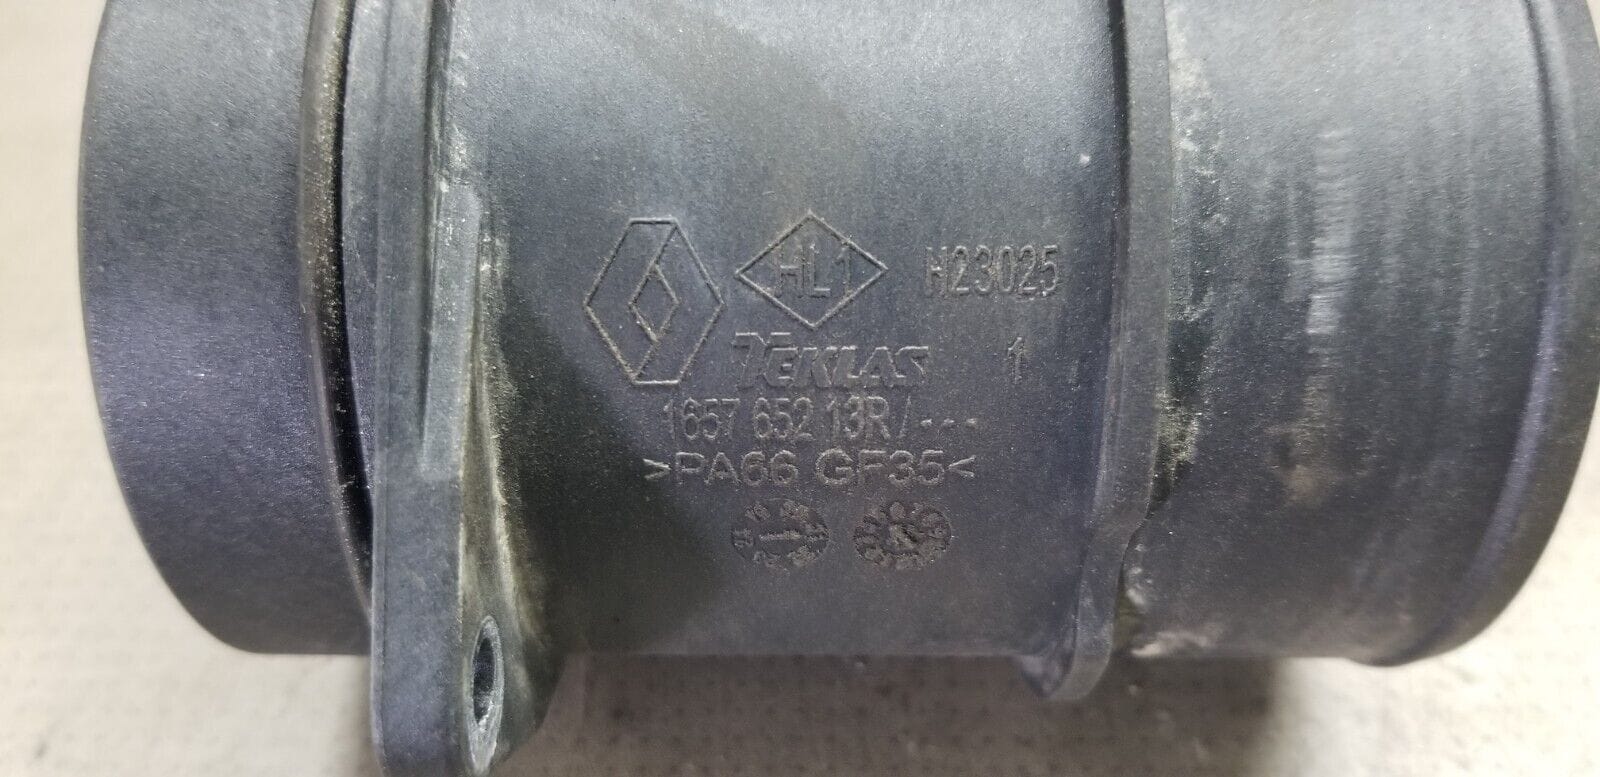 HL1 H23025
TEKLAS 1
1657 652 13R/---
>PA66 GF35<